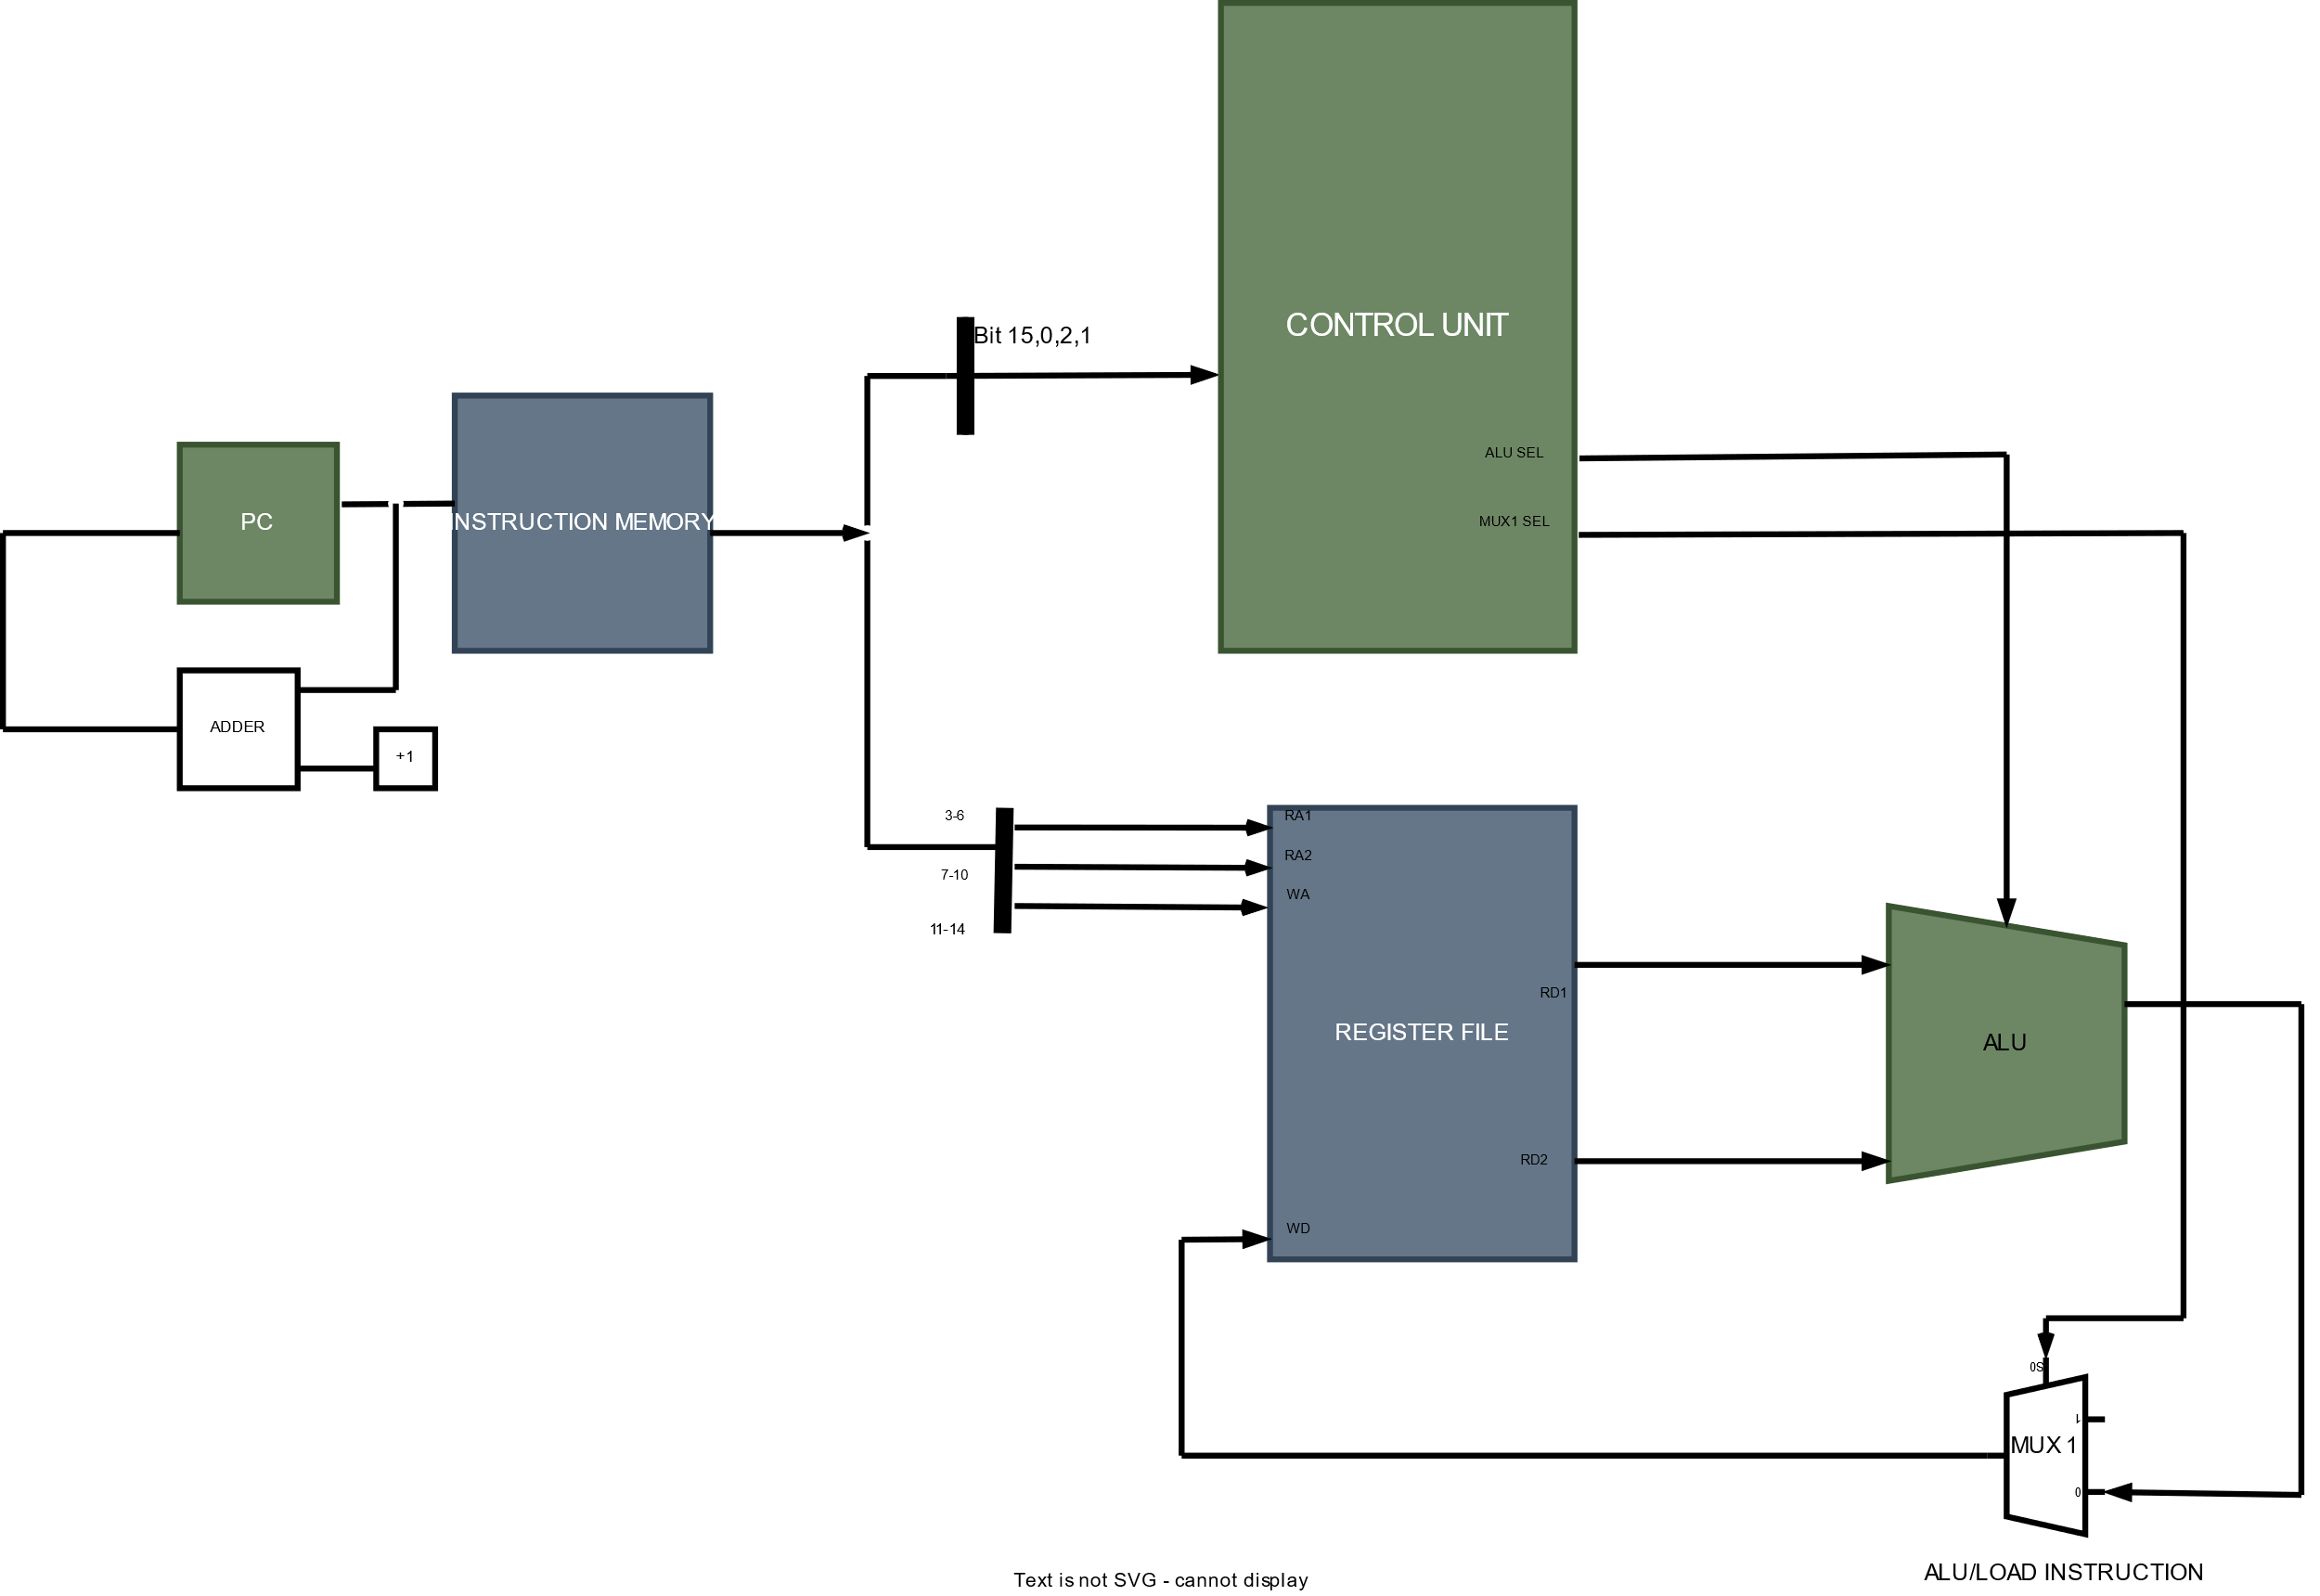 CONTROL UNIT
Bit 15,0,2,1
ALU SEL
MUX1 SEL
PC
INSTRUCTION MEMORY
ADDER
+1
3-6
7-10
11-14
RA1
RA2
WA
RD1
REGISTER FILE
ALU
RD2
WD
S0
1
MUX 1
0
ALU/LOAD INSTRUCTION
Text is not SVG - cannot display